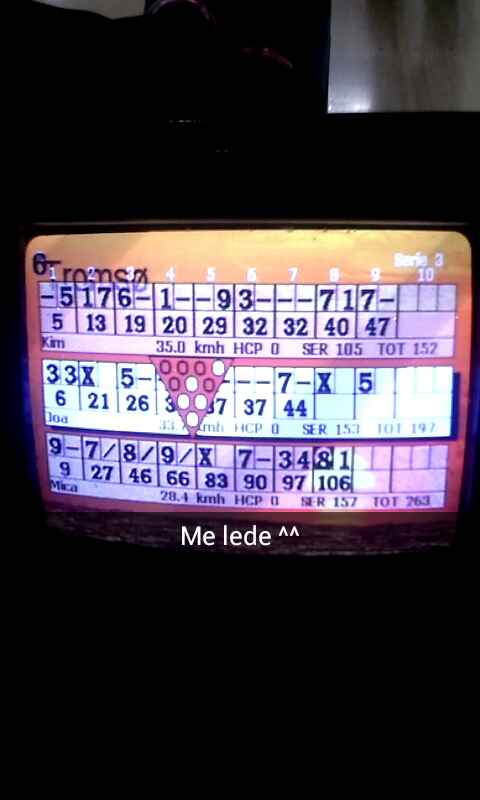 Tromsø
Serie 3
1 2 3 4 5 6 7 8 9 10
-5 17 6- 1- -9 3- -- 71 7-
5 13 19 20 29 32 32 40 47
Kim 35.0 kmh HCP 0 SER 105 TOT 152
33 X 5- -- 7- X 5
6 21 26 37 44
Joa kmh HCP 0 SER 153 TOT 197
9- 7/ 8/ 9/ X 7- 34 81
9 27 46 66 83 90 97 106
Mica 28.4 kmh HCP 0 SER 157 TOT 263
Me lede ^^